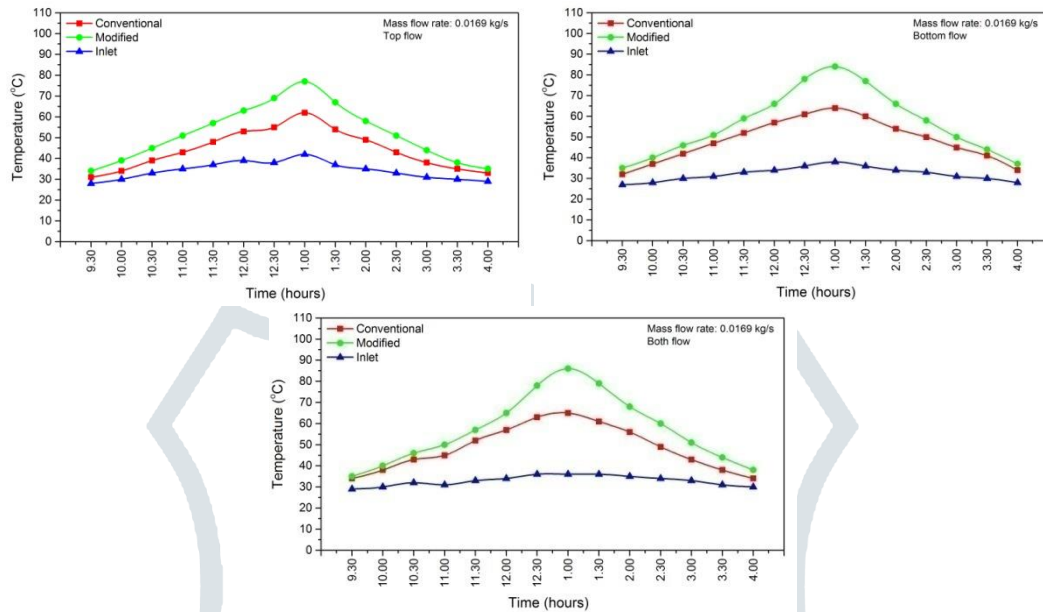 110
100
90
80
70
60
50
40
30
20
10
0
Temperature (°C)
Conventional
Modified
Inlet
Mass flow rate: 0.0169 kg/s
Top flow
9.30 10.00 10.30 11.00 11.30 12.00 12.30 1.00 1.30 2.00 2.30 3.00 3.30 4.00
Time (hours)
110
100
90
80
70
60
50
40
30
20
10
0
Temperature (°C)
Conventional
Modified
Inlet
Mass flow rate: 0.0169 kg/s
Bottom flow
9.30 10.00 10.30 11.00 11.30 12.00 12.30 1.00 1.30 2.00 2.30 3.00 3.30 4.00
Time (hours)
110
100
90
80
70
60
50
40
30
20
10
0
Temperature (°C)
Conventional
Modified
Inlet
Mass flow rate: 0.0169 kg/s
Both flow
9.30 10.00 10.30 11.00 11.30 12.00 12.30 1.00 1.30 2.00 2.30 3.00 3.30 4.00
Time (hours)